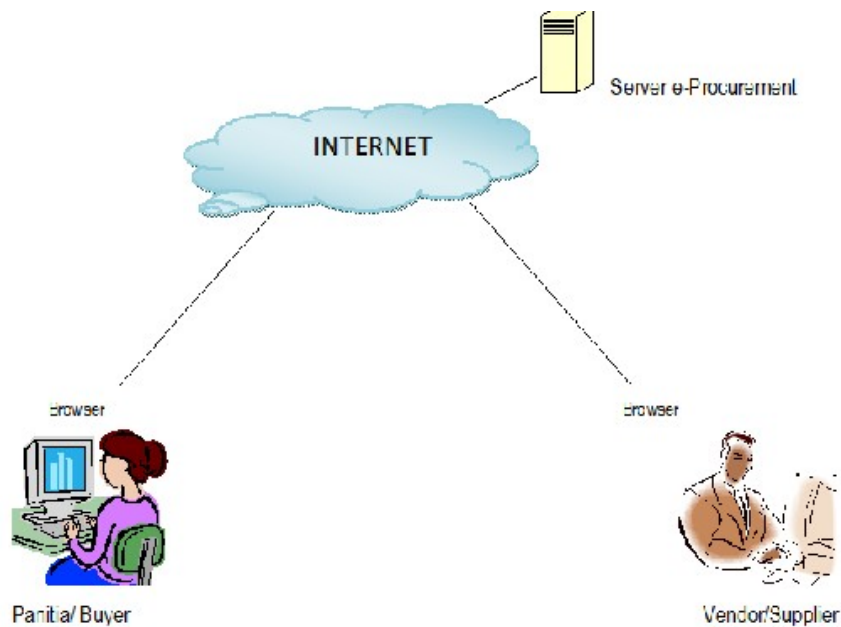 Server e-Procurement
INTERNET
Browser
Browser
Panitia/ Buyer
Vendor/Supplier